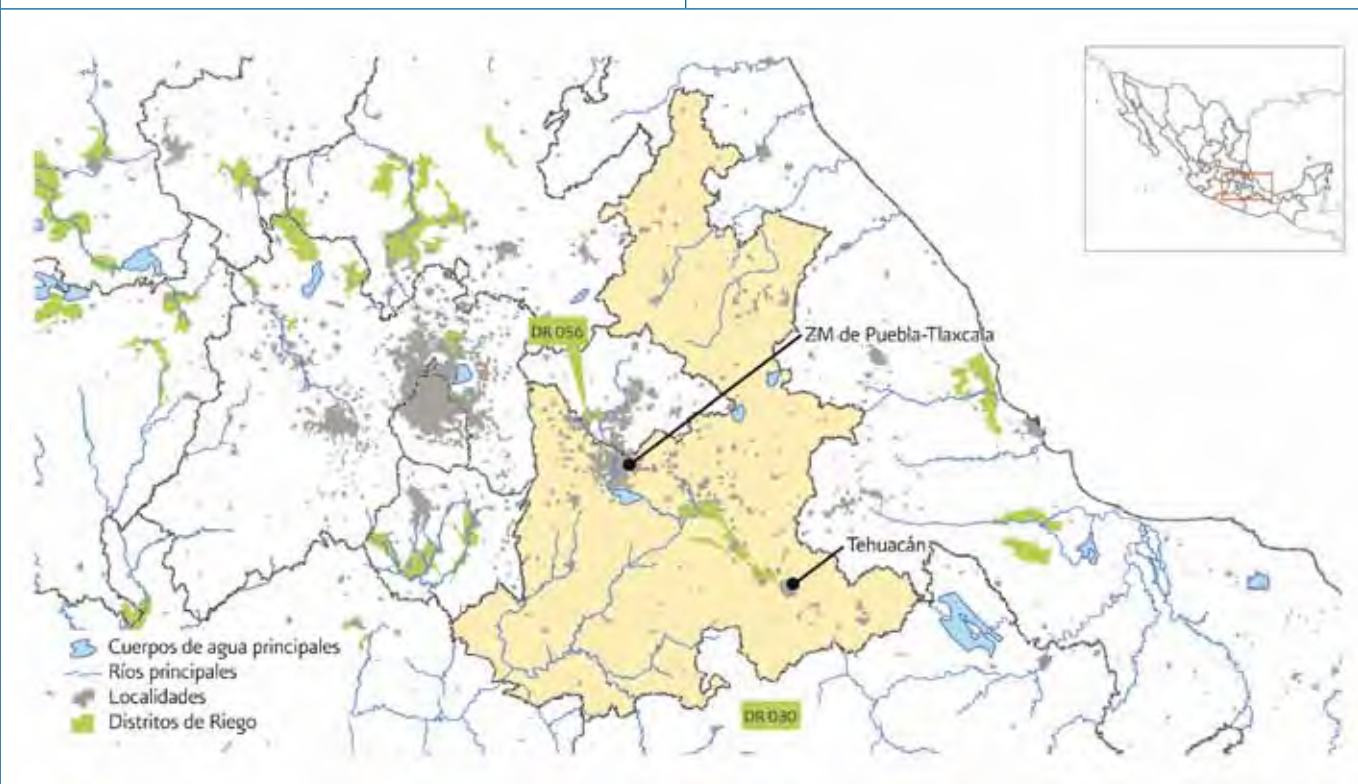 DR 056
ZM de Puebla-Tlaxcala
Tehuacán
Cuerpos de agua principales
Ríos principales
Localidades
Distritos de Riego
DR 030